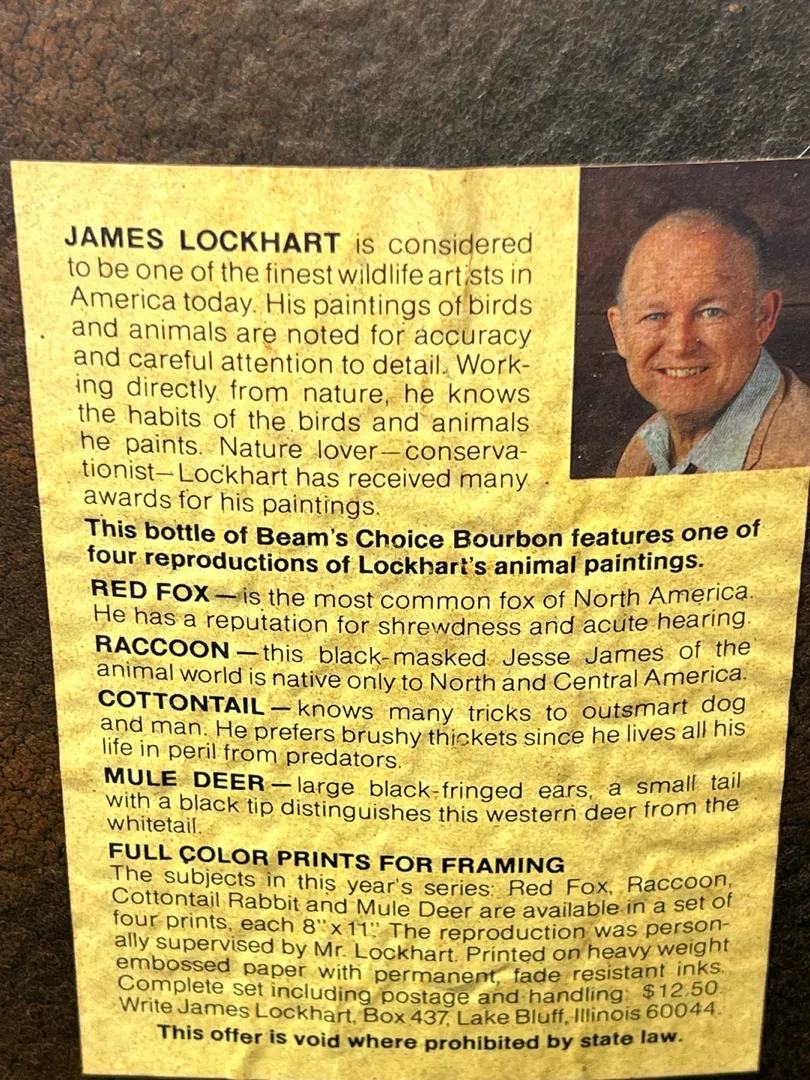 JAMES LOCKHART is considered
to be one of the finest wildlife artists in
America today. His paintings of birds
and animals are noted for accuracy
and careful attention to detail. Work-
ing directly from nature, he knows
the habits of the birds and animals
he paints. Nature lover—conserva-
tionist—Lockhart has received many
awards for his paintings.
This bottle of Beam's Choice Bourbon features one of
four reproductions of Lockhart's animal paintings.
RED FOX — is the most common fox of North America.
He has a reputation for shrewdness and acute hearing.
RACCOON — this black-masked Jesse James of the
animal world is native only to North and Central America.
COTTONTAIL — knows many tricks to outsmart dog
and man. He prefers brushy thickets since he lives all his
life in peril from predators.
MULE DEER — large black-fringed ears, a small tail
with a black tip distinguishes this western deer from the
whitetail.
FULL COLOR PRINTS FOR FRAMING
The subjects in this year's series: Red Fox, Raccoon,
Cottontail Rabbit and Mule Deer are available in a set of
four prints, each 8" x 11". The reproduction was person-
ally supervised by Mr. Lockhart. Printed on heavy weight
embossed paper with permanent, fade resistant inks.
Complete set including postage and handling: $12.50.
Write James Lockhart, Box 437, Lake Bluff, Illinois 60044.
This offer is void where prohibited by state law.